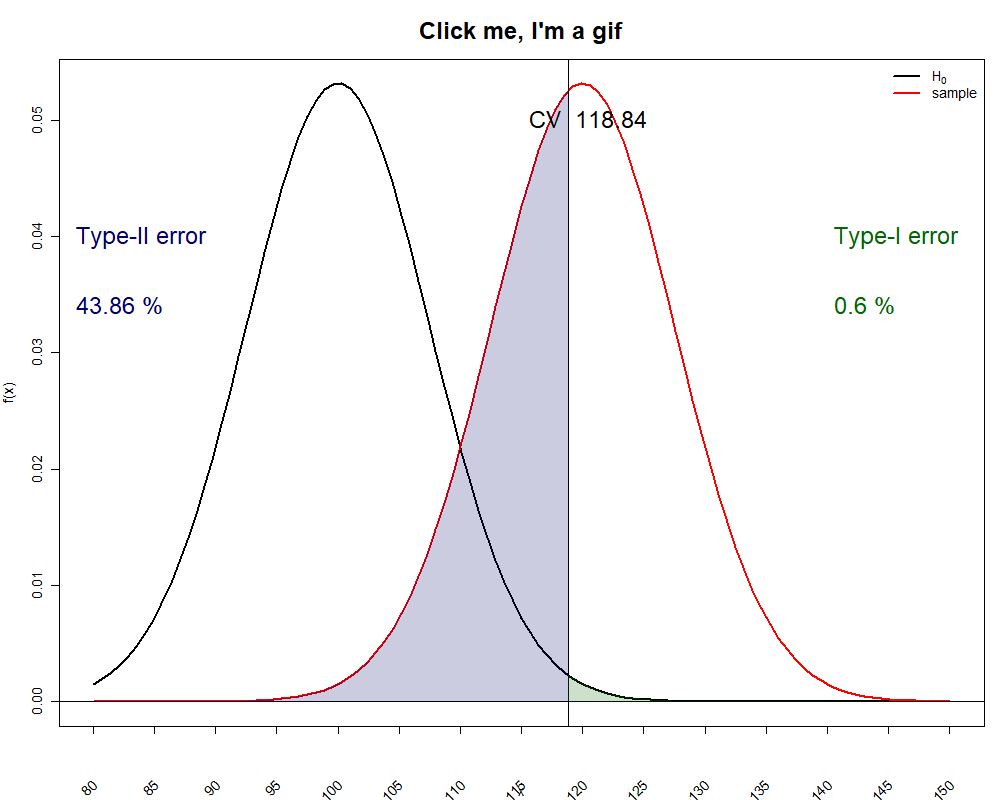 Click me, I'm a gif
H0
sample
CV 118.84
Type-II error
43.86 %
Type-I error
0.6 %
f(x)
0.05
0.04
0.03
0.02
0.01
0.00
80 85 90 95 100 105 110 115 120 125 130 135 140 145 150